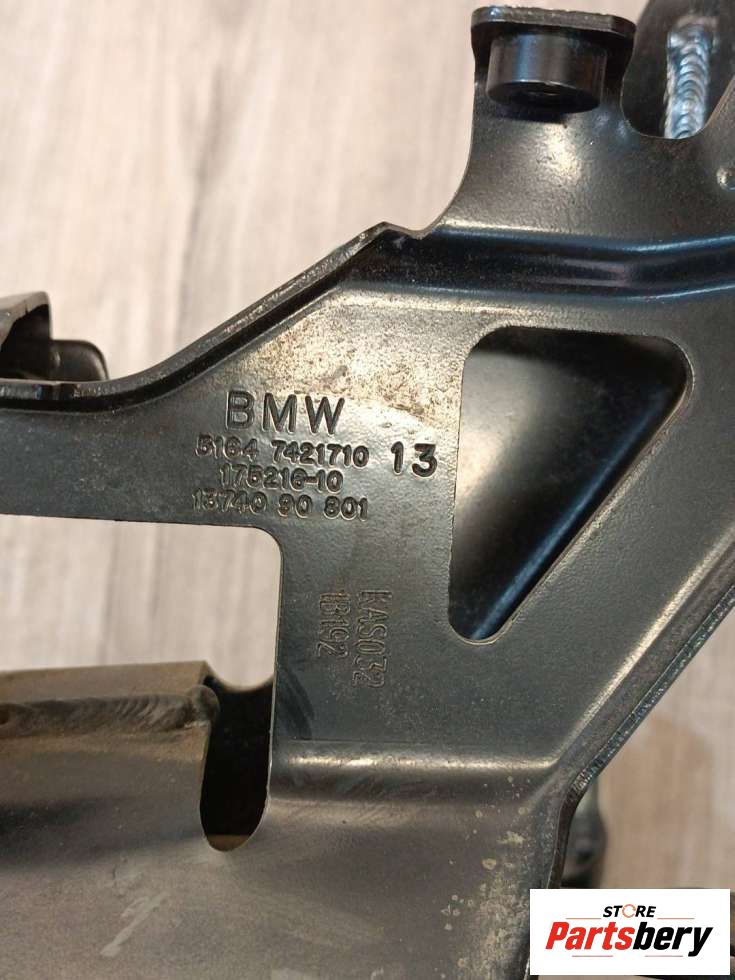 BMW
5164 7421710 13
175216-10
13740 90 801
KAS032
1B192
STORE
Partsbery